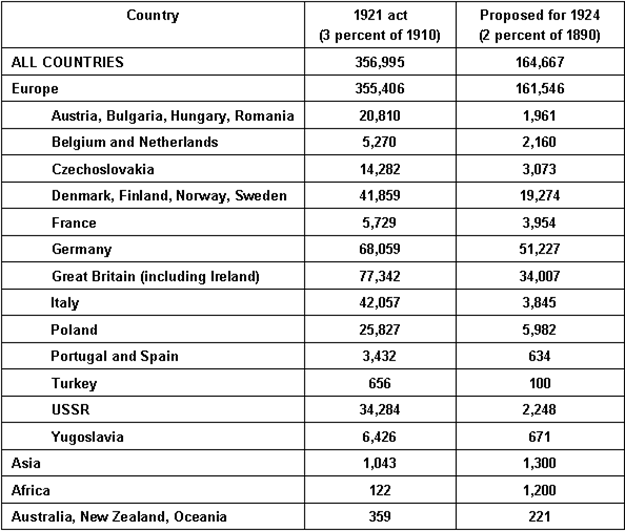 Country 1921 act Proposed for 1924
(3 percent of 1910) (2 percent of 1890)
ALL COUNTRIES 356,995 164,667
Europe 355,406 161,546
Austria, Bulgaria, Hungary, Romania 20,810 1,961
Belgium and Netherlands 5,270 2,160
Czechoslovakia 14,282 3,073
Denmark, Finland, Norway, Sweden 41,859 19,274
France 5,729 3,954
Germany 68,059 51,227
Great Britain (including Ireland) 77,342 34,007
Italy 42,057 3,845
Poland 25,827 5,982
Portugal and Spain 3,432 634
Turkey 656 100
USSR 34,284 2,248
Yugoslavia 6,426 671
Asia 1,043 1,300
Africa 122 1,200
Australia, New Zealand, Oceania 359 221